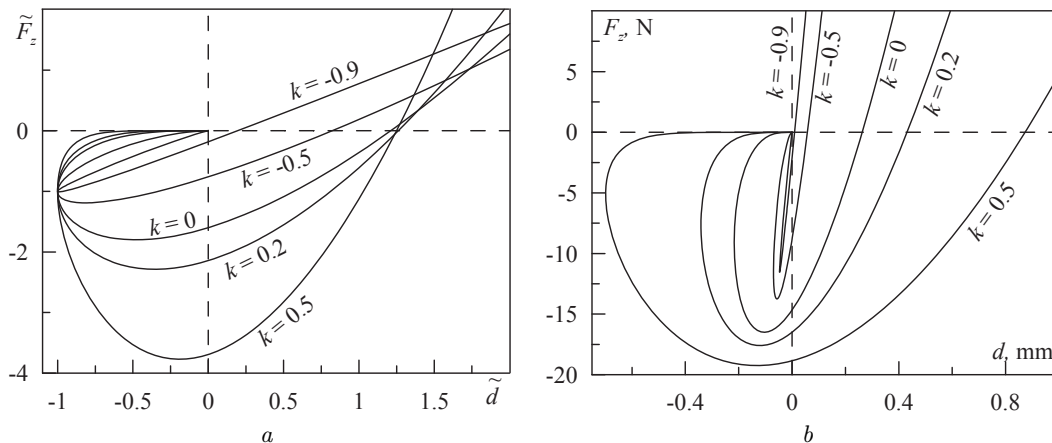 F̃_z
0
-2
-4
-1
-0.5
0
0.5
1
1.5
d̃
k = -0.9
k = -0.5
k = 0
k = 0.2
k = 0.5
a
F_z, N
5
0
-5
-10
-15
-20
-0.4
0
0.4
0.8
d, mm
k = -0.9
k = -0.5
k = 0
k = 0.2
k = 0.5
b